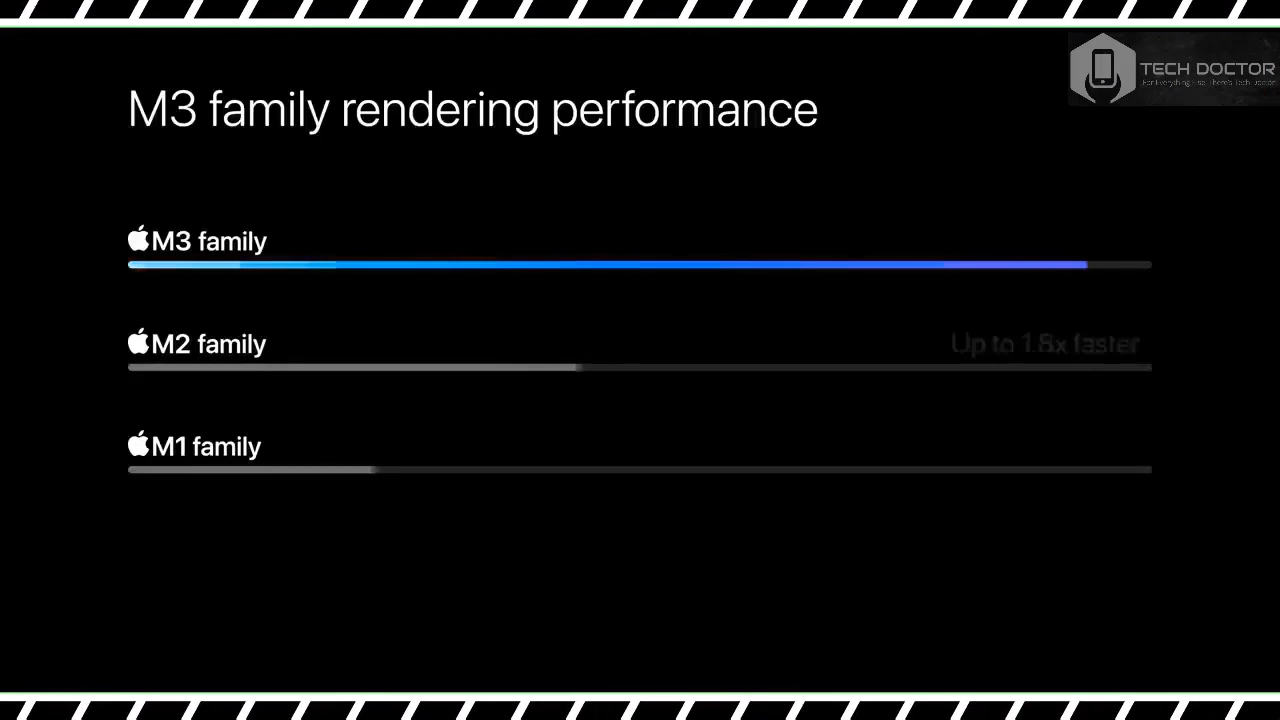 TECH DOCTOR
M3 family rendering performance
M3 family
M2 family
Up to 1.8x faster
M1 family